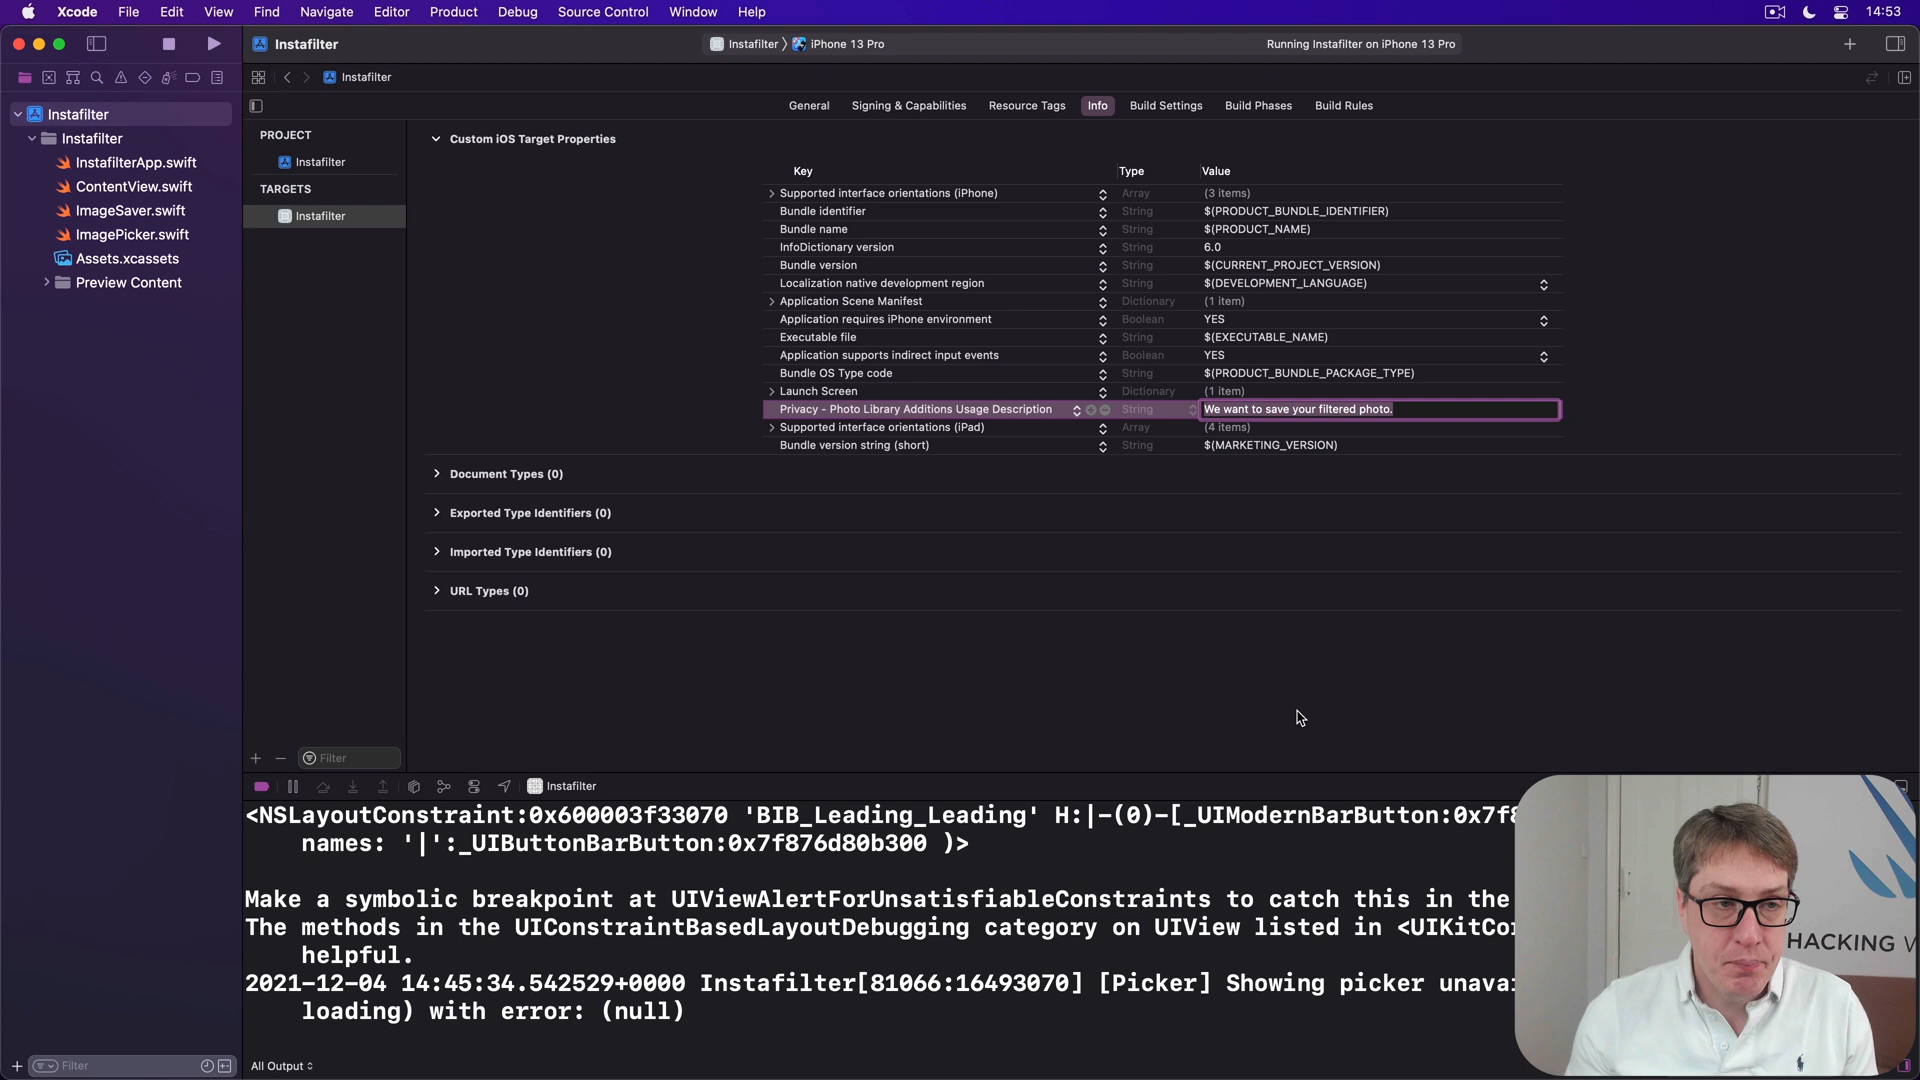 Xcode File Edit View Find Navigate Editor Product Debug Source Control Window Help 14:53
Instafilter Instafilter iPhone 13 Pro Running Instafilter on iPhone 13 Pro
Instafilter
General Signing & Capabilities Resource Tags Info Build Settings Build Phases Build Rules
Instafilter
Instafilter
InstafilterApp.swift
ContentView.swift
ImageSaver.swift
ImagePicker.swift
Assets.xcassets
Preview Content
PROJECT
Instafilter
TARGETS
Instafilter
Custom iOS Target Properties
Key Type Value
Supported interface orientations (iPhone) Array (3 items)
Bundle identifier String $(PRODUCT_BUNDLE_IDENTIFIER)
Bundle name String $(PRODUCT_NAME)
InfoDictionary version String 6.0
Bundle version String $(CURRENT_PROJECT_VERSION)
Localization native development region String $(DEVELOPMENT_LANGUAGE)
Application Scene Manifest Dictionary (1 item)
Application requires iPhone environment Boolean YES
Executable file String $(EXECUTABLE_NAME)
Application supports indirect input events Boolean YES
Bundle OS Type code String $(PRODUCT_BUNDLE_PACKAGE_TYPE)
Launch Screen Dictionary (1 item)
Privacy - Photo Library Additions Usage Description String We want to save your filtered photo.
Supported interface orientations (iPad) Array (4 items)
Bundle version string (short) String $(MARKETING_VERSION)
Document Types (0)
Exported Type Identifiers (0)
Imported Type Identifiers (0)
URL Types (0)
Filter
Instafilter
<NSLayoutConstraint:0x600003f33070 'BIB_Leading_Leading' H:|-(0)-[_UIModernBarButton:0x7f8
names: '|':_UIButtonBarButton:0x7f876d80b300 )>
Make a symbolic breakpoint at UIViewAlertForUnsatisfiableConstraints to catch this in the
The methods in the UIConstraintBasedLayoutDebugging category on UIView listed in <UIKitCo
helpful.
2021-12-04 14:45:34.542529+0000 Instafilter[81066:16493070] [Picker] Showing picker unavai
loading) with error: (null)
HACKING W
Filter
All Output